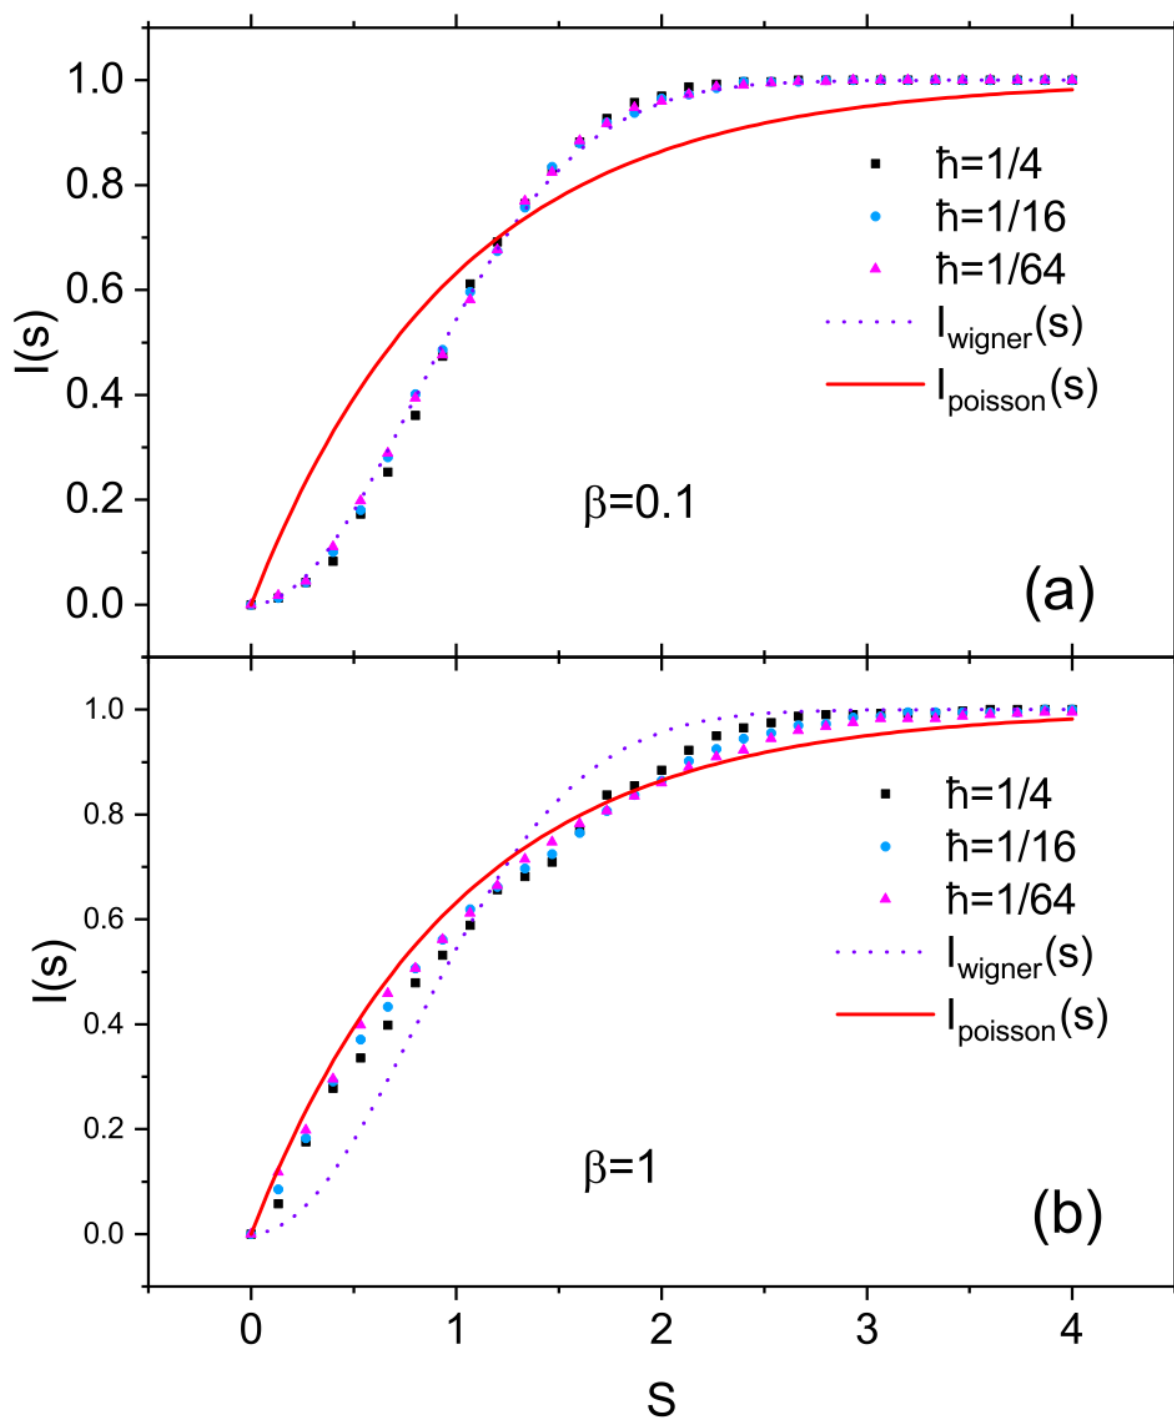 I(s)
1.0
0.8
0.6
0.4
0.2
0.0
ħ=1/4
ħ=1/16
ħ=1/64
I_wigner(s)
I_poisson(s)
β=0.1
(a)
I(s)
1.0
0.8
0.6
0.4
0.2
0.0
ħ=1/4
ħ=1/16
ħ=1/64
I_wigner(s)
I_poisson(s)
β=1
(b)
0 1 2 3 4
S